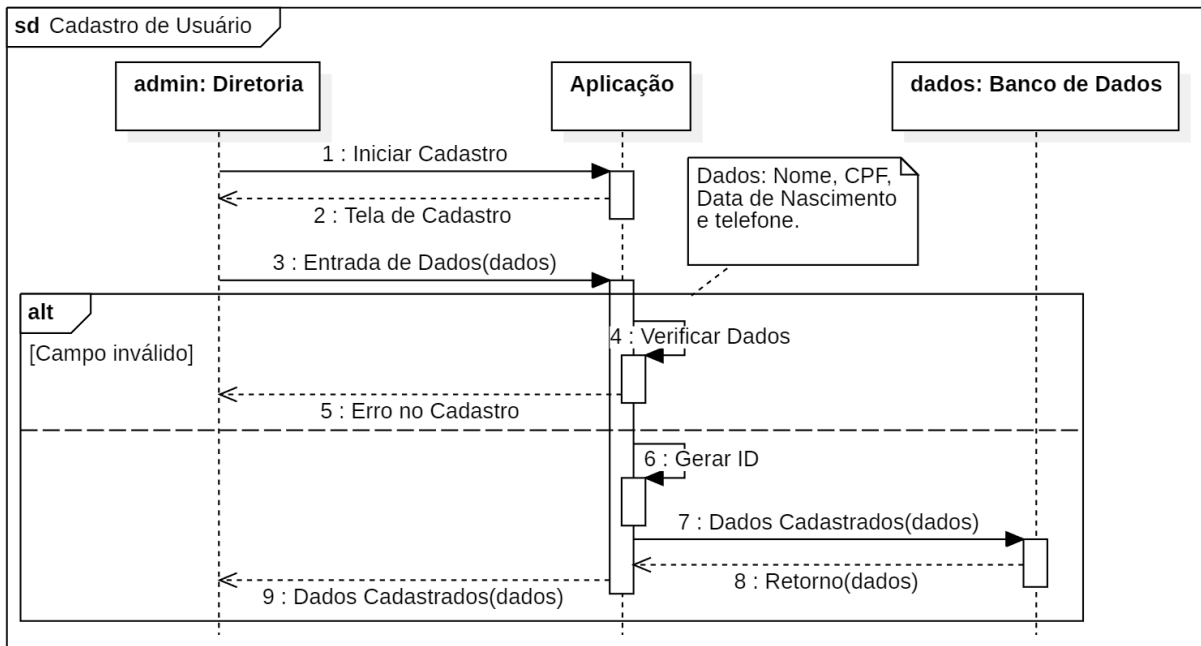 sd Cadastro de Usuário
admin: Diretoria
Aplicação
dados: Banco de Dados
1 : Iniciar Cadastro
2 : Tela de Cadastro
Dados: Nome, CPF,
Data de Nascimento
e telefone.
3 : Entrada de Dados(dados)
alt
[Campo inválido]
4 : Verificar Dados
5 : Erro no Cadastro
6 : Gerar ID
7 : Dados Cadastrados(dados)
8 : Retorno(dados)
9 : Dados Cadastrados(dados)